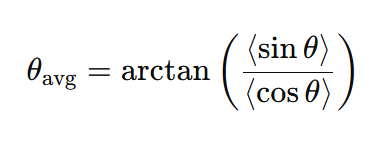 θ_avg = arctan ( ⟨sin θ⟩ / ⟨cos θ⟩ )